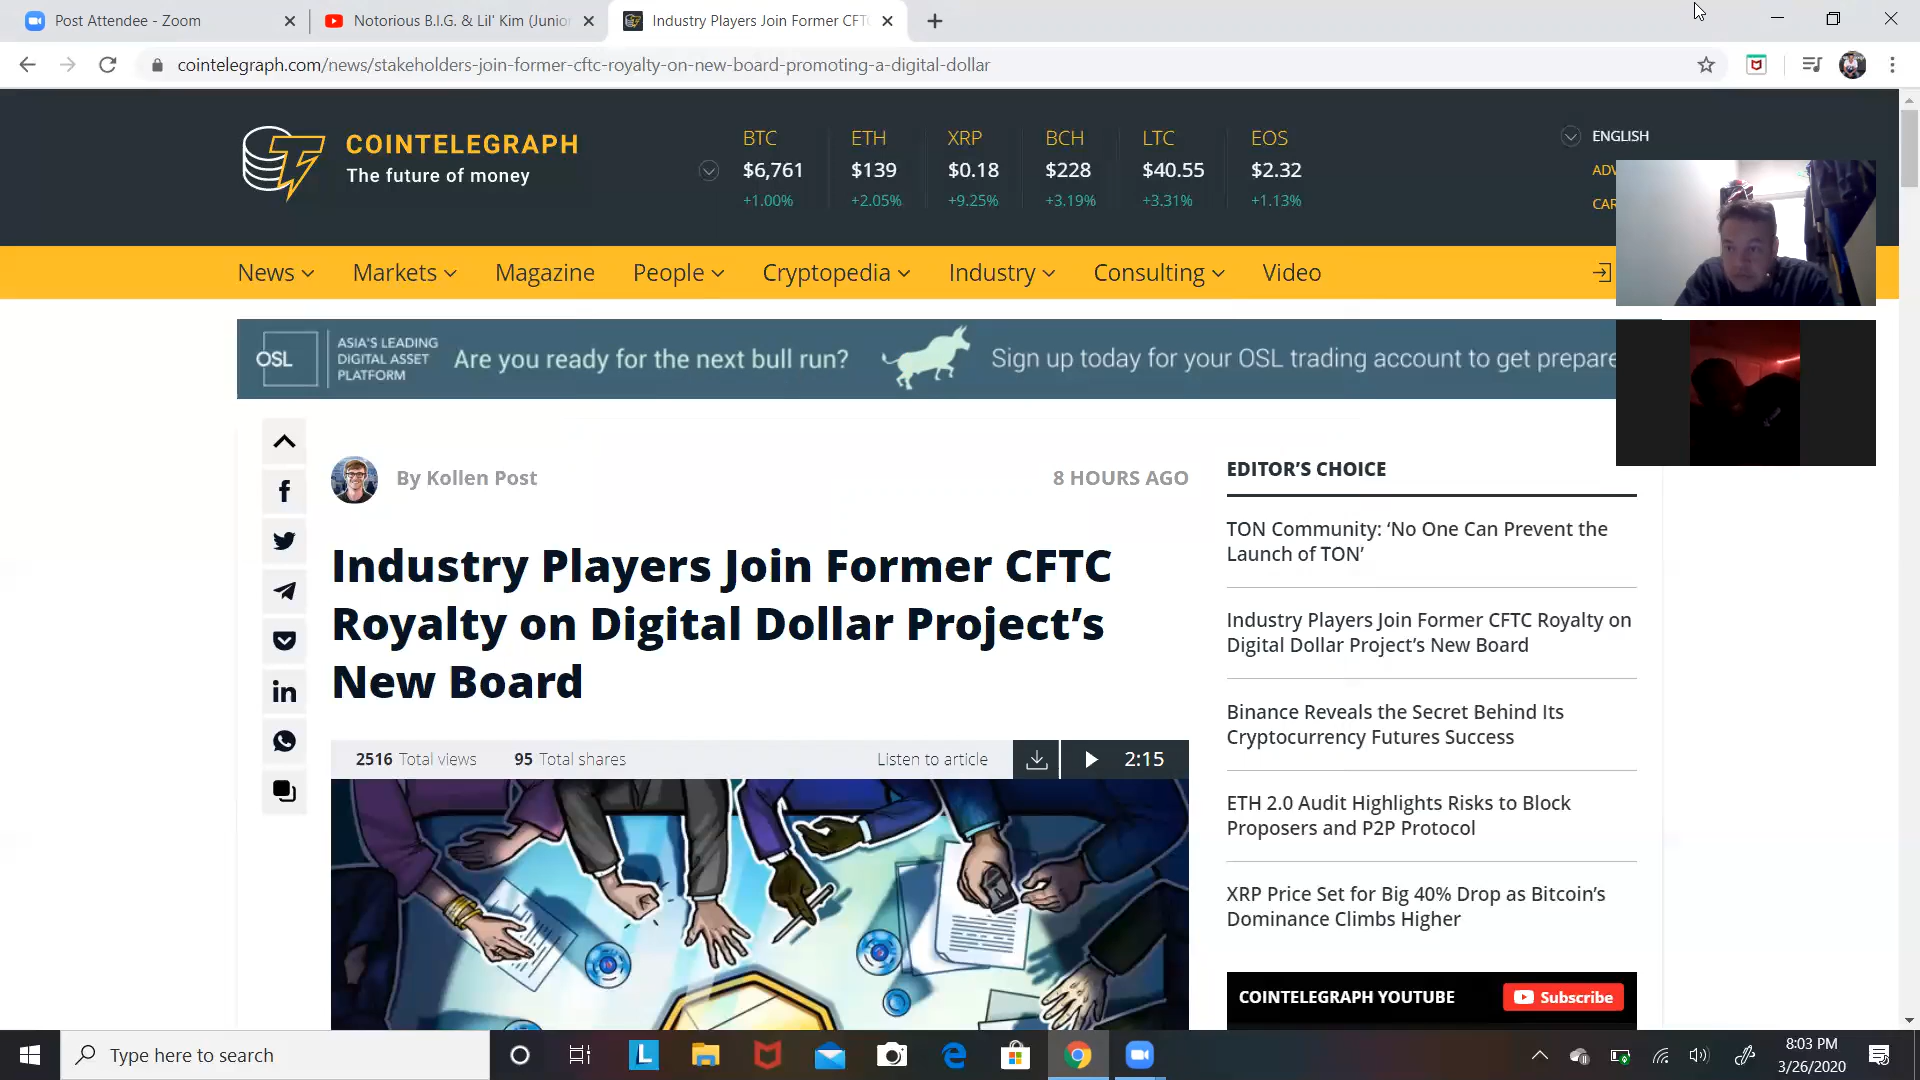 Post Attendee - Zoom
Notorious B.I.G. & Lil' Kim (Junior
Industry Players Join Former CFTC
cointelegraph.com/news/stakeholders-join-former-cftc-royalty-on-new-board-promoting-a-digital-dollar
COINTELEGRAPH
The future of money
BTC ETH XRP BCH LTC EOS
$6,761 $139 $0.18 $228 $40.55 $2.32
+1.00% +2.05% +9.25% +3.19% +3.31% +1.13%
ENGLISH
ADV
CAR
News Markets Magazine People Cryptopedia Industry Consulting Video
OSL
ASIA'S LEADING
DIGITAL ASSET
PLATFORM
Are you ready for the next bull run?
Sign up today for your OSL trading account to get prepare
By Kollen Post
8 HOURS AGO
Industry Players Join Former CFTC
Royalty on Digital Dollar Project’s
New Board
2516 Total views 95 Total shares Listen to article 2:15
EDITOR’S CHOICE
TON Community: ‘No One Can Prevent the
Launch of TON’
Industry Players Join Former CFTC Royalty on
Digital Dollar Project’s New Board
Binance Reveals the Secret Behind Its
Cryptocurrency Futures Success
ETH 2.0 Audit Highlights Risks to Block
Proposers and P2P Protocol
XRP Price Set for Big 40% Drop as Bitcoin’s
Dominance Climbs Higher
COINTELEGRAPH YOUTUBE
Subscribe
Type here to search
L
8:03 PM
3/26/2020